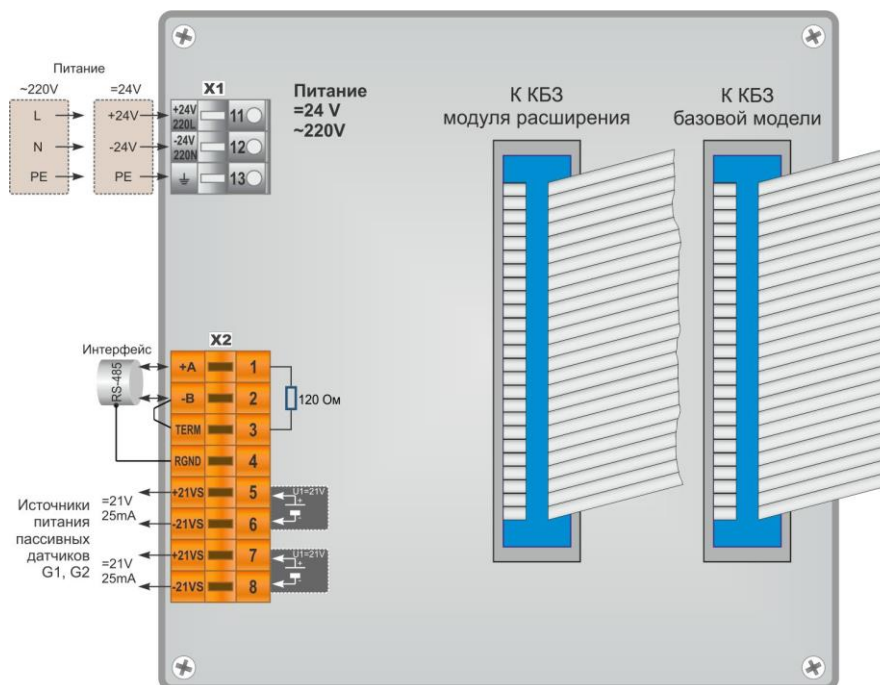 Питание
~220V
=24V
L
+24V
N
-24V
PE
PE
X1
+24V
220L
11
-24V
220N
12
13
Питание
=24 V
~220V
К КБЗ
модуля расширения
К КБЗ
базовой модели
X2
Интерфейс
RS-485
+A
1
-B
2
TERM
3
120 Ом
RGND
4
+21VS
5
-21VS
6
+21VS
7
-21VS
8
U1=21V
+
-
U1=21V
+
-
Источники
питания
пассивных
датчиков
G1, G2
=21V
25mA
=21V
25mA